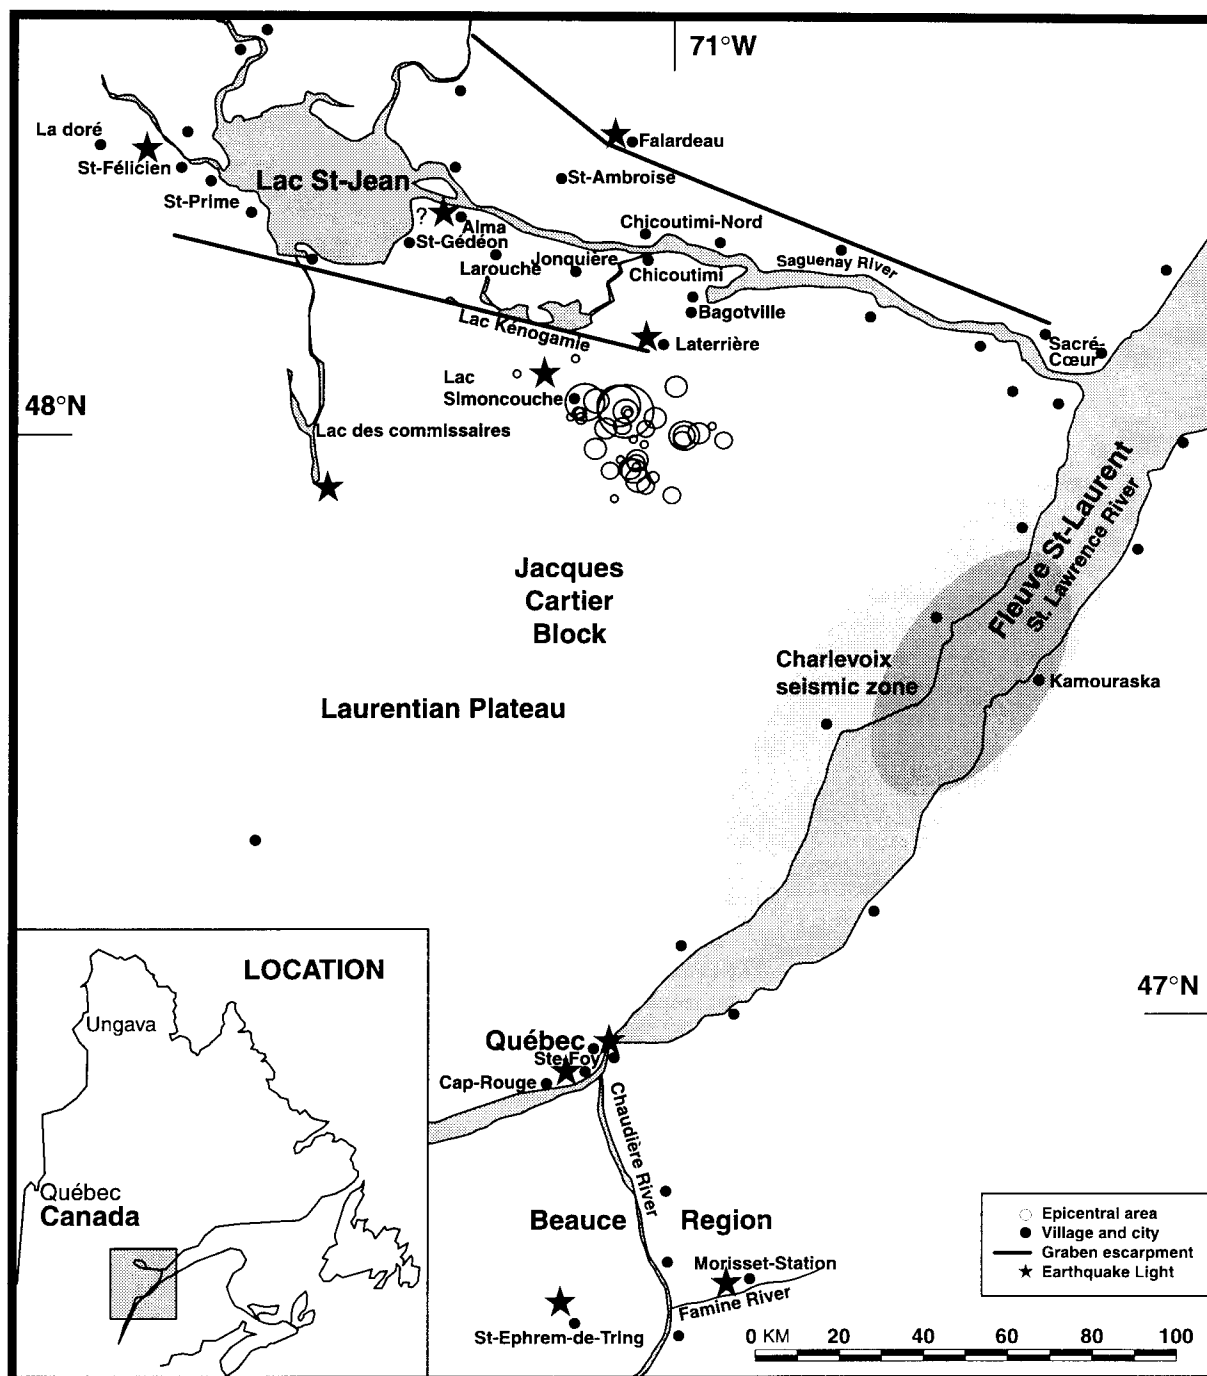 71°W
La doré
Falardeau
St-Félicien
Lac St-Jean
St-Ambroise
St-Prime
?
Alma
Chicoutimi-Nord
St-Gédéon
Larouche
Jonquière
Chicoutimi
Saguenay River
Bagotville
Lac Kénogamie
Laterrière
Sacré-
Cœur
Lac
Simoncouche
48°N
Lac des commissaires
Fleuve St-Laurent
St. Lawrence River
Jacques
Cartier
Block
Charlevoix
seismic zone
Kamouraska
Laurentian Plateau
LOCATION
47°N
Ungava
Québec
Ste-Foy
Cap-Rouge
Chaudière River
Québec
Canada
Beauce Region
Epicentral area
Village and city
Graben escarpment
Earthquake Light
Morisset-Station
Famine River
St-Ephrem-de-Tring
0 KM 20 40 60 80 100